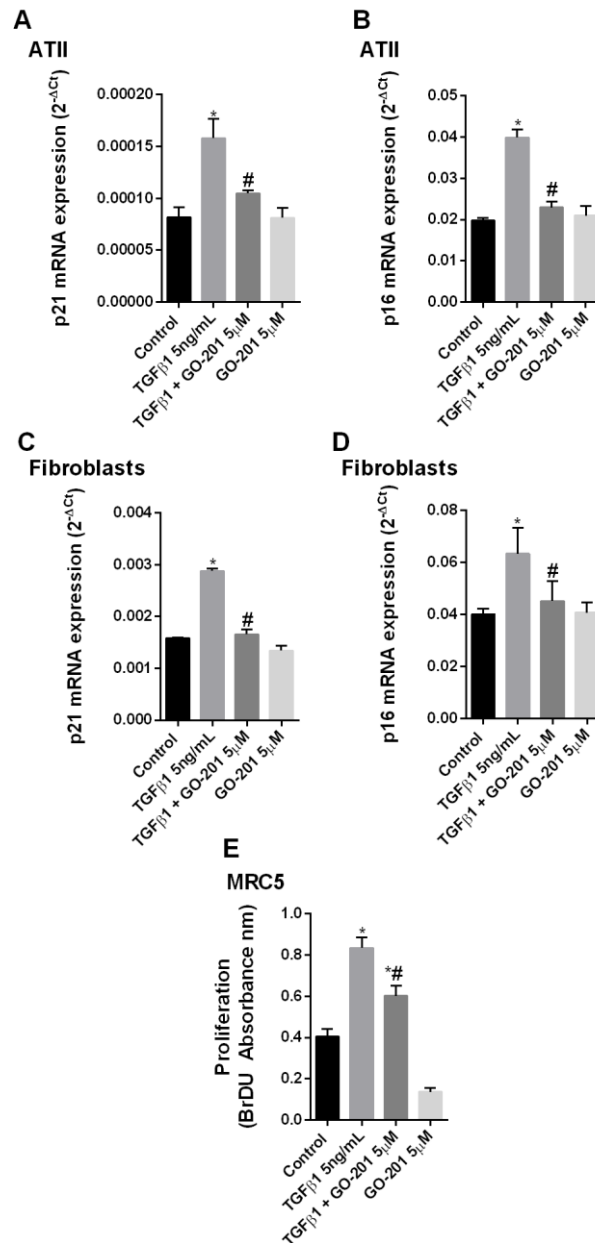 A
ATII
p21 mRNA expression (2-ΔCt)
0.00020
0.00015
0.00010
0.00005
0.00000
*
#
Control
TGFβ1 5ng/mL
TGFβ1 + GO-201 5μM
GO-201 5μM
B
ATII
p16 mRNA expression (2-ΔCt)
0.05
0.04
0.03
0.02
0.01
0.00
*
#
Control
TGFβ1 5ng/mL
TGFβ1 + GO-201 5μM
GO-201 5μM
C
Fibroblasts
p21 mRNA expression (2-ΔCt)
0.004
0.003
0.002
0.001
0.000
*
#
Control
TGFβ1 5ng/mL
TGFβ1 + GO-201 5μM
GO-201 5μM
D
Fibroblasts
p16 mRNA expression (2-ΔCt)
0.08
0.06
0.04
0.02
0.00
*
#
Control
TGFβ1 5ng/mL
TGFβ1 + GO-201 5μM
GO-201 5μM
E
MRC5
Proliferation
(BrDU Absorbance nm)
1.0
0.8
0.6
0.4
0.2
0.0
*
*#
Control
TGFβ1 5ng/mL
TGFβ1 + GO-201 5μM
GO-201 5μM